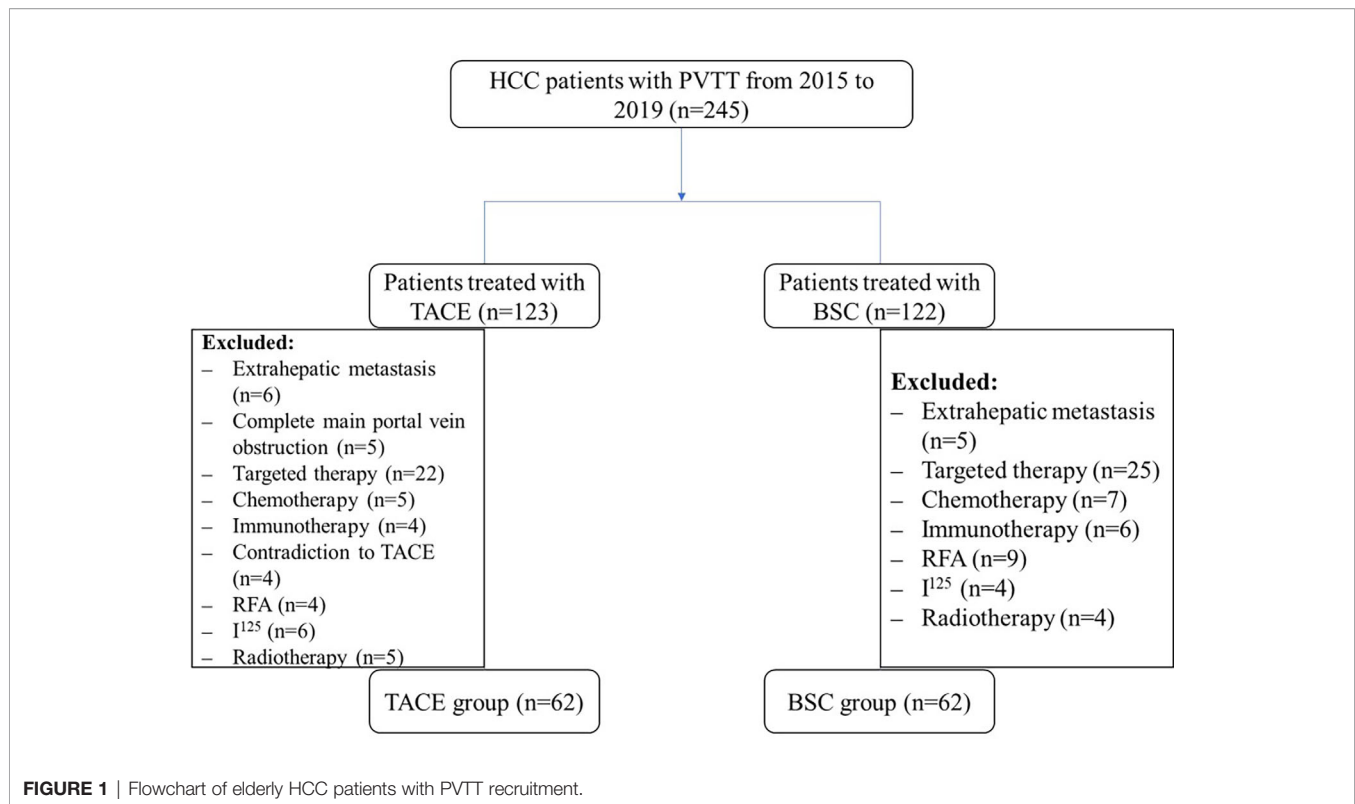 HCC patients with PVTT from 2015 to
2019 (n=245)
Patients treated with
TACE (n=123)
Excluded:
– Extrahepatic metastasis
(n=6)
– Complete main portal vein
obstruction (n=5)
– Targeted therapy (n=22)
– Chemotherapy (n=5)
– Immunotherapy (n=4)
– Contradiction to TACE
(n=4)
– RFA (n=4)
– I¹²⁵ (n=6)
– Radiotherapy (n=5)
TACE group (n=62)
Patients treated with
BSC (n=122)
Excluded:
– Extrahepatic metastasis
(n=5)
– Targeted therapy (n=25)
– Chemotherapy (n=7)
– Immunotherapy (n=6)
– RFA (n=9)
– I¹²⁵ (n=4)
– Radiotherapy (n=4)
BSC group (n=62)
FIGURE 1 | Flowchart of elderly HCC patients with PVTT recruitment.